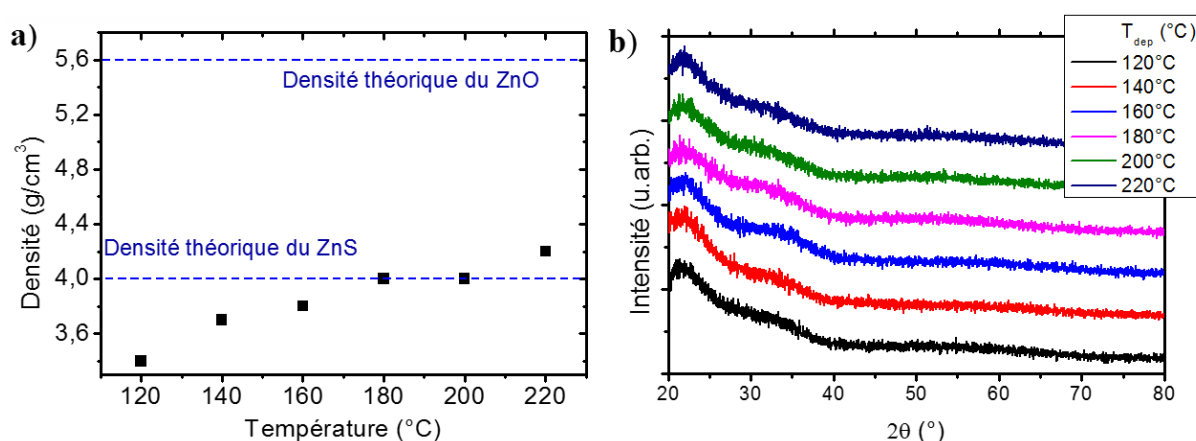 a)
Densité (g/cm³)
5,6
5,2
4,8
4,4
4,0
3,6
Densité théorique du ZnO
Densité théorique du ZnS
120 140 160 180 200 220
Température (°C)
b)
Intensité (u.arb.)
T_dep (°C)
120°C
140°C
160°C
180°C
200°C
220°C
20 30 40 50 60 70 80
2θ (°)